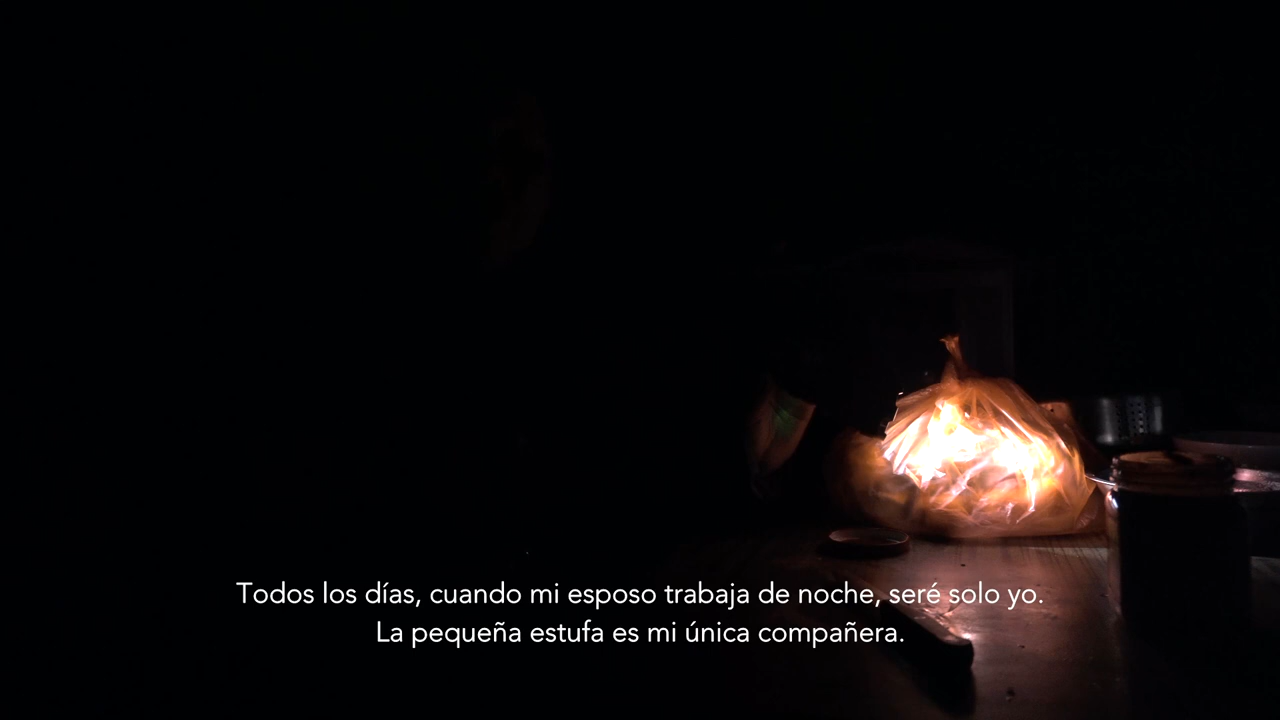 Todos los días, cuando mi esposo trabaja de noche, seré solo yo.
La pequeña estufa es mi única compañera.